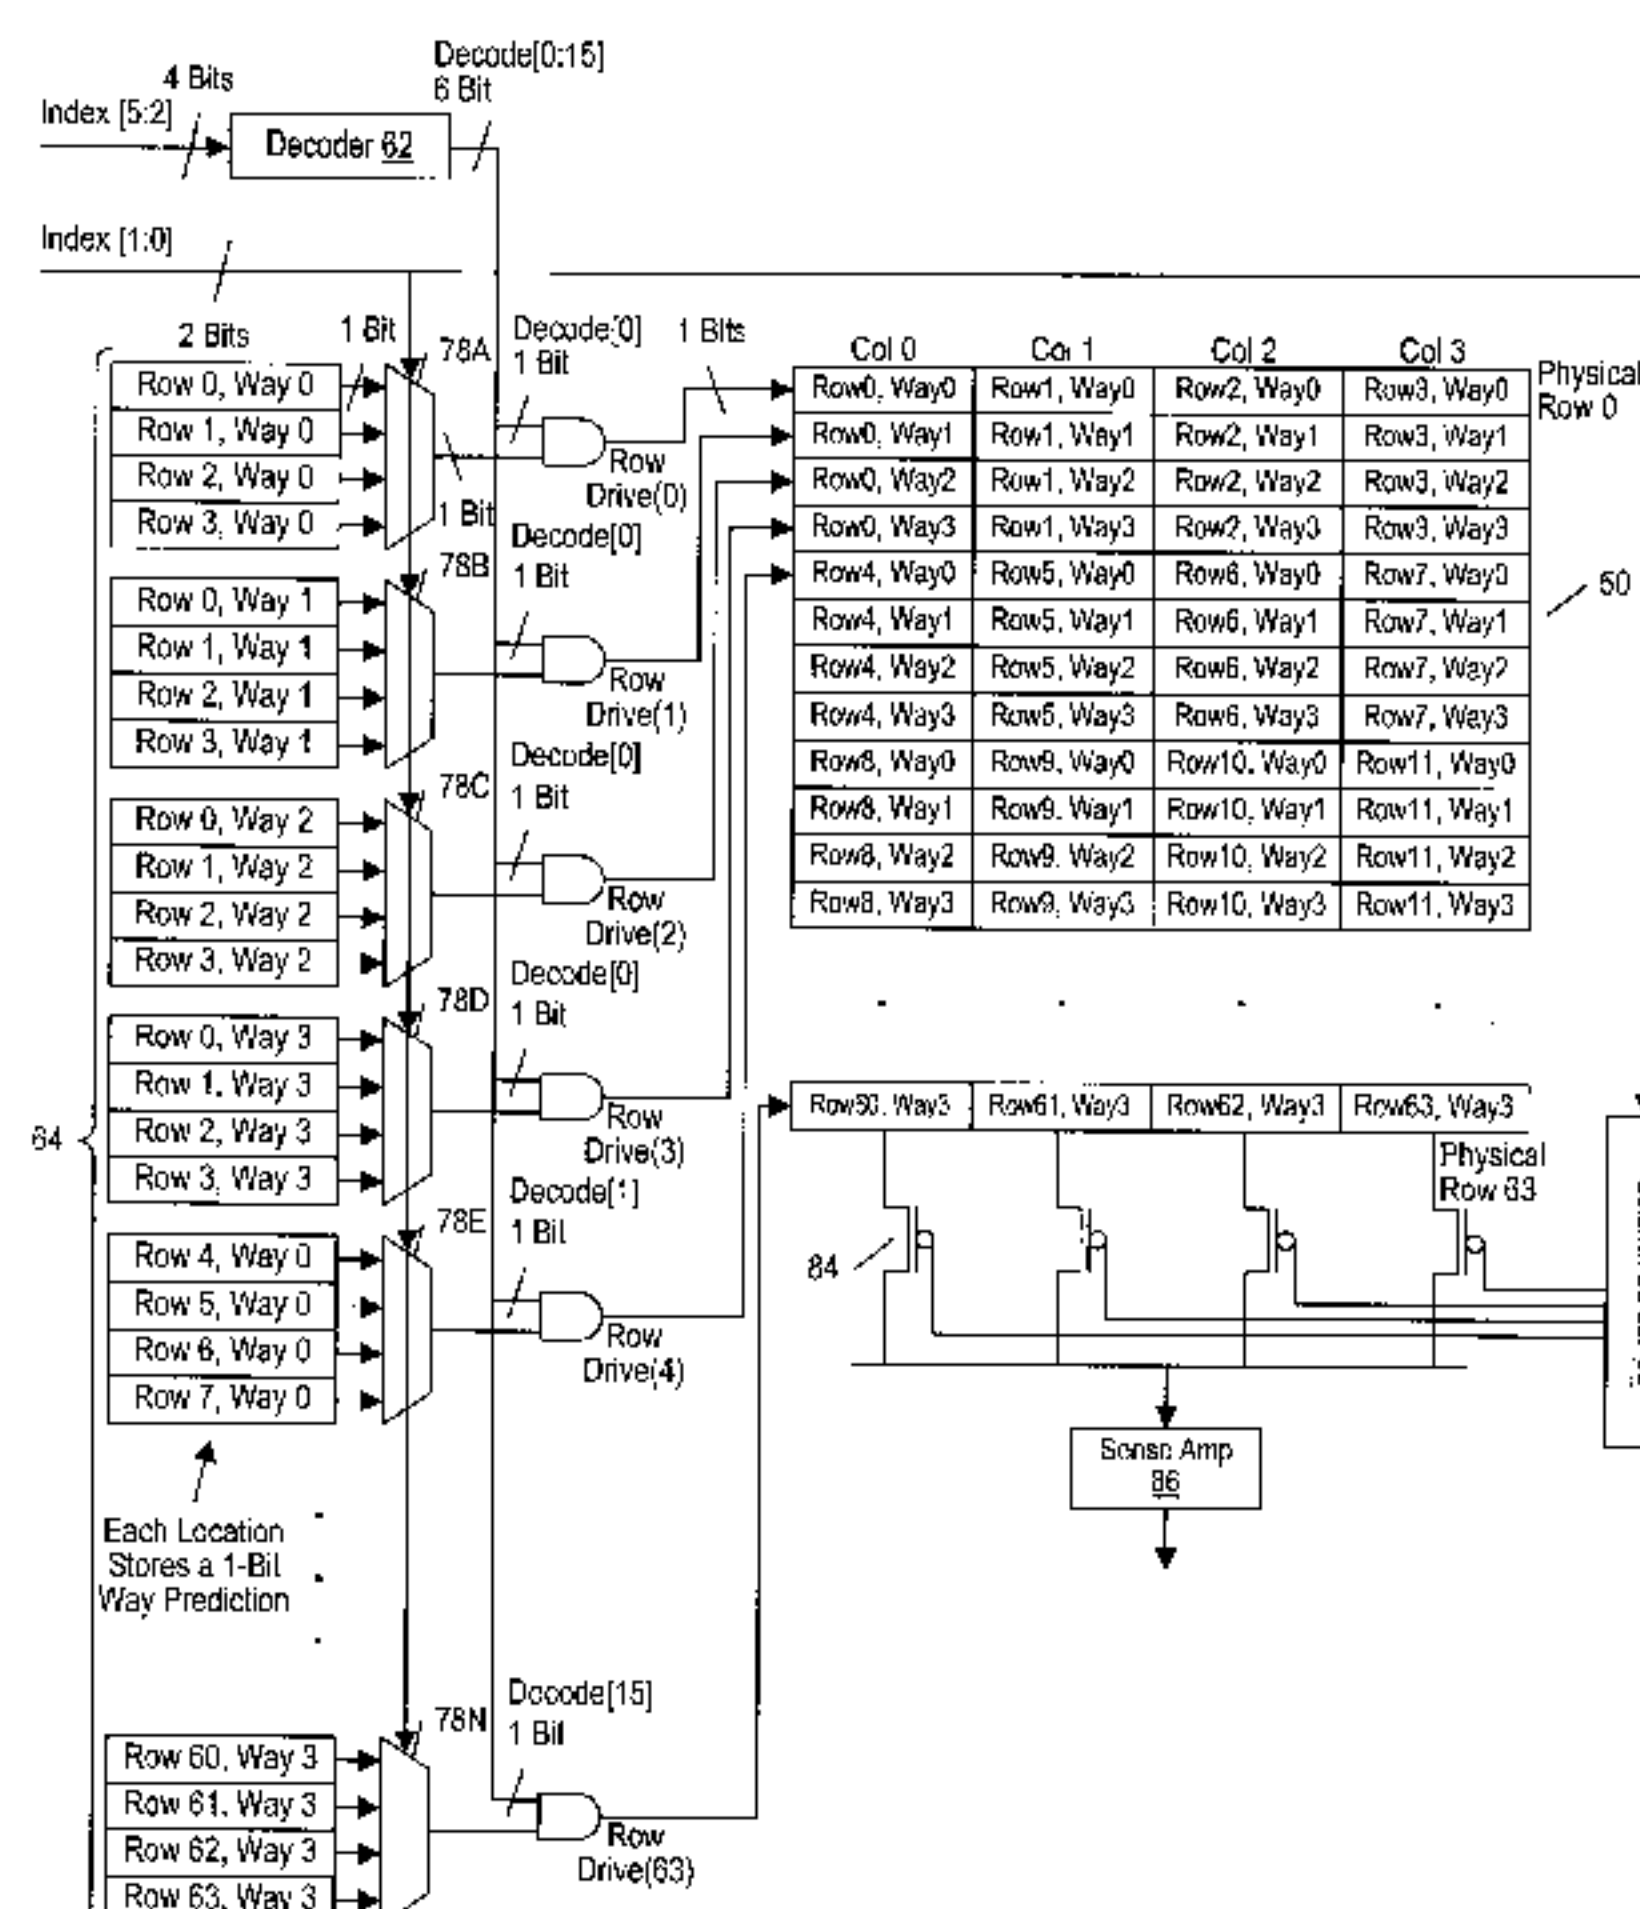 Decode[0:15]
4 Bits
6 Bit
Index [5:2]
Decoder 62
Index [1:0]
2 Bits
1 Bit
78A
Decode[0]
1 Bit
1 Bits
Col 0
Col 1
Col 2
Col 3
Physical
Row 0
Row 0, Way 0
Row 1, Way 0
Row 2, Way 0
Row 3, Way 0
1 Bit
Row
Drive(0)
Row0, Way0 Row1, Way0 Row2, Way0 Row3, Way0
Row0, Way1 Row1, Way1 Row2, Way1 Row3, Way1
Row0, Way2 Row1, Way2 Row2, Way2 Row3, Way2
Row0, Way3 Row1, Way3 Row2, Way3 Row3, Way3
Row4, Way0 Row5, Way0 Row6, Way0 Row7, Way0
Row4, Way1 Row5, Way1 Row6, Way1 Row7, Way1
Row4, Way2 Row5, Way2 Row6, Way2 Row7, Way2
Row4, Way3 Row5, Way3 Row6, Way3 Row7, Way3
Row8, Way0 Row9, Way0 Row10, Way0 Row11, Way0
Row8, Way1 Row9, Way1 Row10, Way1 Row11, Way1
Row8, Way2 Row9, Way2 Row10, Way2 Row11, Way2
Row8, Way3 Row9, Way3 Row10, Way3 Row11, Way3
50
Decode[0]
1 Bit
78B
Row 0, Way 1
Row 1, Way 1
Row 2, Way 1
Row 3, Way 1
Row
Drive(1)
Decode[0]
1 Bit
78C
Row 0, Way 2
Row 1, Way 2
Row 2, Way 2
Row 3, Way 2
Row
Drive(2)
Decode[0]
1 Bit
78D
Row 0, Way 3
Row 1, Way 3
Row 2, Way 3
Row 3, Way 3
Row
Drive(3)
64
Row60, Way3 Row61, Way3 Row62, Way3 Row63, Way3
Physical
Row 63
Decode[1]
1 Bit
78E
Row 4, Way 0
Row 5, Way 0
Row 6, Way 0
Row 7, Way 0
Row
Drive(4)
84
Sense Amp
86
Each Location
Stores a 1-Bit
Way Prediction
Decode[15]
1 Bit
78N
Row 60, Way 3
Row 61, Way 3
Row 62, Way 3
Row 63, Way 3
Row
Drive(63)